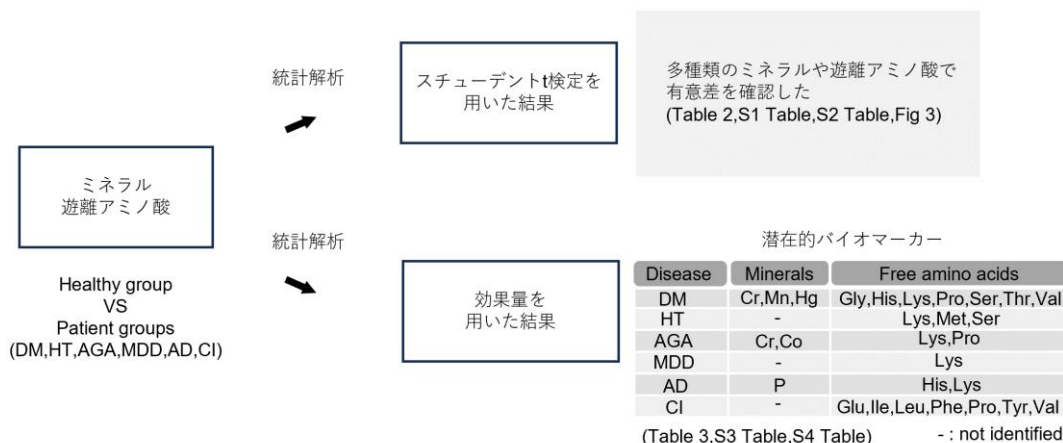 統計解析
スチューデントt検定を
用いた結果
多種類のミネラルや遊離アミノ酸で
有意差を確認した
(Table 2,S1 Table,S2 Table,Fig 3)
ミネラル
遊離アミノ酸
Healthy group
VS
Patient groups
(DM,HT,AGA,MDD,AD,CI)
統計解析
効果量を
用いた結果
潜在的バイオマーカー
Disease Minerals Free amino acids
DM Cr,Mn,Hg Gly,His,Lys,Pro,Ser,Thr,Val
HT - Lys,Met,Ser
AGA Cr,Co Lys,Pro
MDD - Lys
AD P His,Lys
CI - Glu,Ile,Leu,Phe,Pro,Tyr,Val
(Table 3,S3 Table,S4 Table) - : not identified